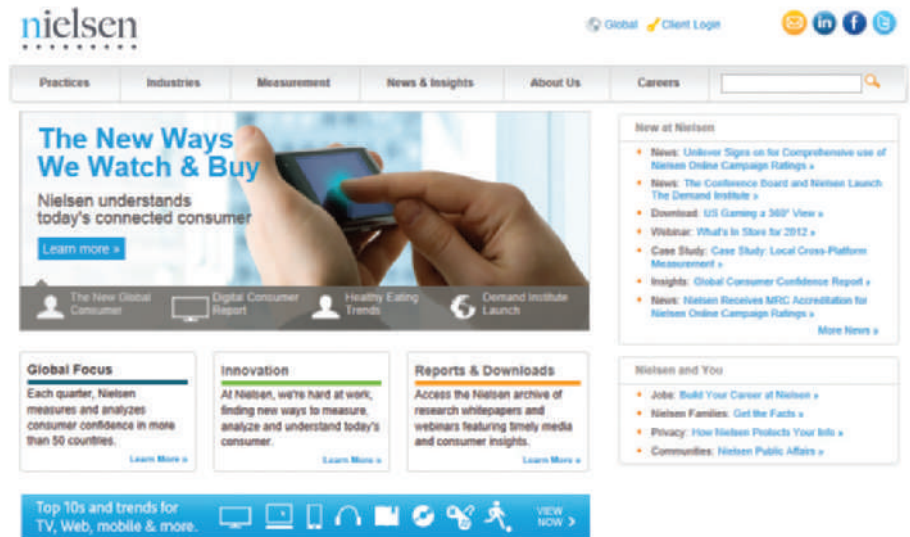 nielsen
Global Client Login
Practices Industries Measurement News & Insights About Us Careers
The New Ways
We Watch & Buy
Nielsen understands
today's connected consumer
Learn more »
The New Global
Consumer
Digital Consumer
Report
Healthy Eating
Trends
Demand Institute
Launch
New at Nielsen
News: Unilever Signs on for Comprehensive use of
Nielsen Online Campaign Ratings »
News: The Conference Board and Nielsen Launch
The Demand Institute »
Download: US Gaming a 360° View »
Webinar: What's In Store for 2012 »
Case Study: Case Study: Local Cross-Platform
Measurement »
Insights: Global Consumer Confidence Report »
News: Nielsen Receives MRC Accreditation for
Nielsen Online Campaign Ratings »
More News »
Global Focus
Each quarter, Nielsen
measures and analyzes
consumer confidence in more
than 50 countries.
Learn More »
Innovation
At Nielsen, we're hard at work,
finding new ways to measure,
analyze and understand today's
consumer.
Learn More »
Reports & Downloads
Access the Nielsen archive of
research whitepapers and
webinars featuring timely media
and consumer insights.
Learn More »
Nielsen and You
Jobs: Build Your Career at Nielsen »
Nielsen Families: Get the Facts »
Privacy: How Nielsen Protects Your Info »
Communities: Nielsen Public Affairs »
Top 10s and trends for
TV, Web, mobile & more.
VIEW
NOW >